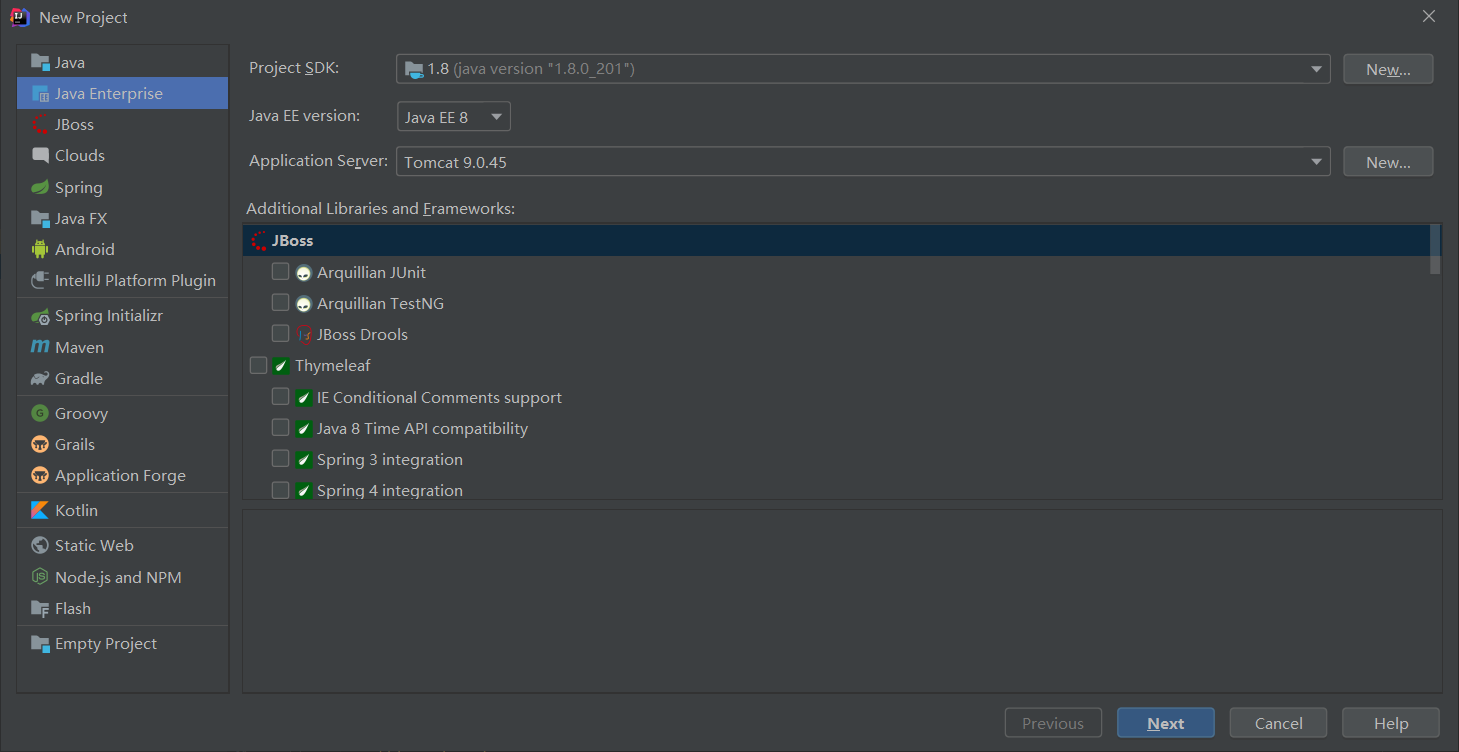 New Project
Java
Java Enterprise
JBoss
Clouds
Spring
Java FX
Android
IntelliJ Platform Plugin
Spring Initializr
Maven
Gradle
Groovy
Grails
Application Forge
Kotlin
Static Web
Node.js and NPM
Flash
Empty Project
Project SDK: 1.8 (java version "1.8.0_201") New...
Java EE version: Java EE 8
Application Server: Tomcat 9.0.45 New...
Additional Libraries and Frameworks:
JBoss
Arquillian JUnit
Arquillian TestNG
JBoss Drools
Thymeleaf
IE Conditional Comments support
Java 8 Time API compatibility
Spring 3 integration
Spring 4 integration
Previous Next Cancel Help